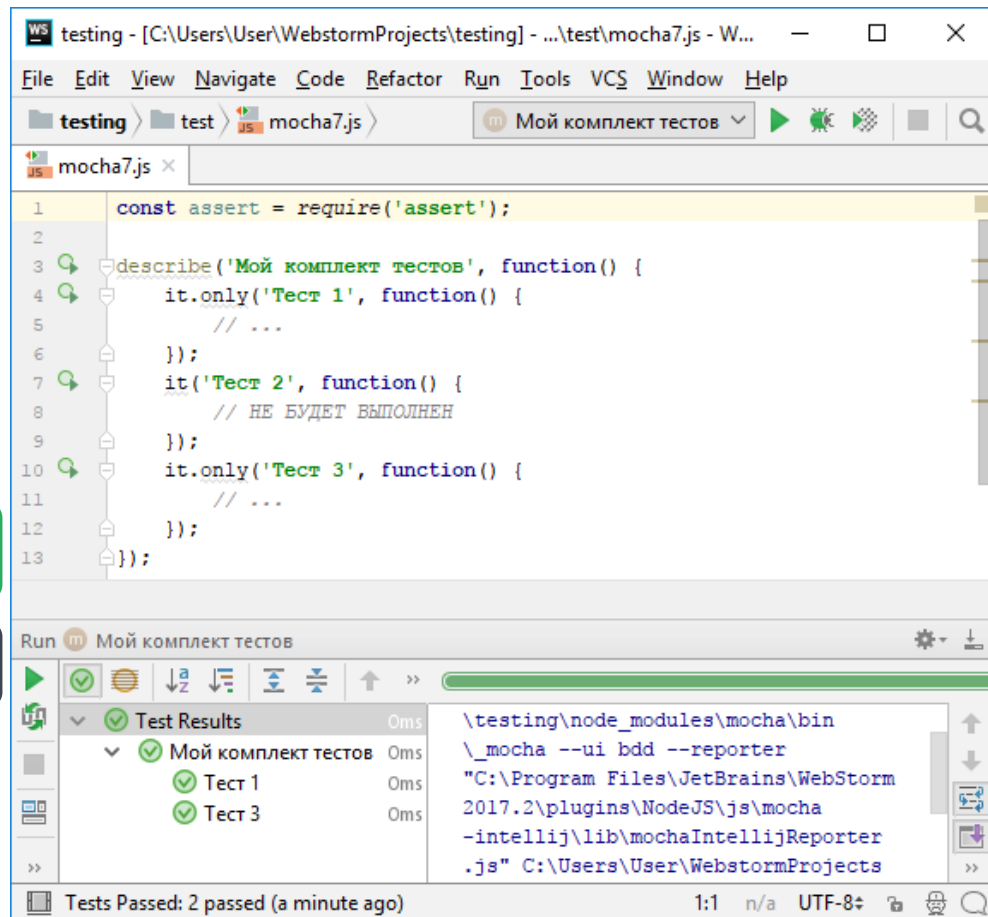 WS testing - [C:\Users\User\WebstormProjects\testing] - ...\test\mocha7.js - W...
File Edit View Navigate Code Refactor Run Tools VCS Window Help
testing test JS mocha7.js m Мой комплект тестов
JS mocha7.js
1 const assert = require('assert');
2
3 describe('Мой комплект тестов', function() {
4 it.only('Тест 1', function() {
5 // ...
6 });
7 it('Тест 2', function() {
8 // НЕ БУДЕТ ВЫПОЛНЕН
9 });
10 it.only('Тест 3', function() {
11 // ...
12 });
13 });
Run m Мой комплект тестов
Test Results 0ms
Мой комплект тестов 0ms
Тест 1 0ms
Тест 3 0ms
\testing\node_modules\mocha\bin
\_mocha --ui bdd --reporter
"C:\Program Files\JetBrains\WebStorm
2017.2\plugins\NodeJS\js\mocha
-intellij\lib\mochaIntellijReporter
.js" C:\Users\User\WebstormProjects
Tests Passed: 2 passed (a minute ago) 1:1 n/a UTF-8